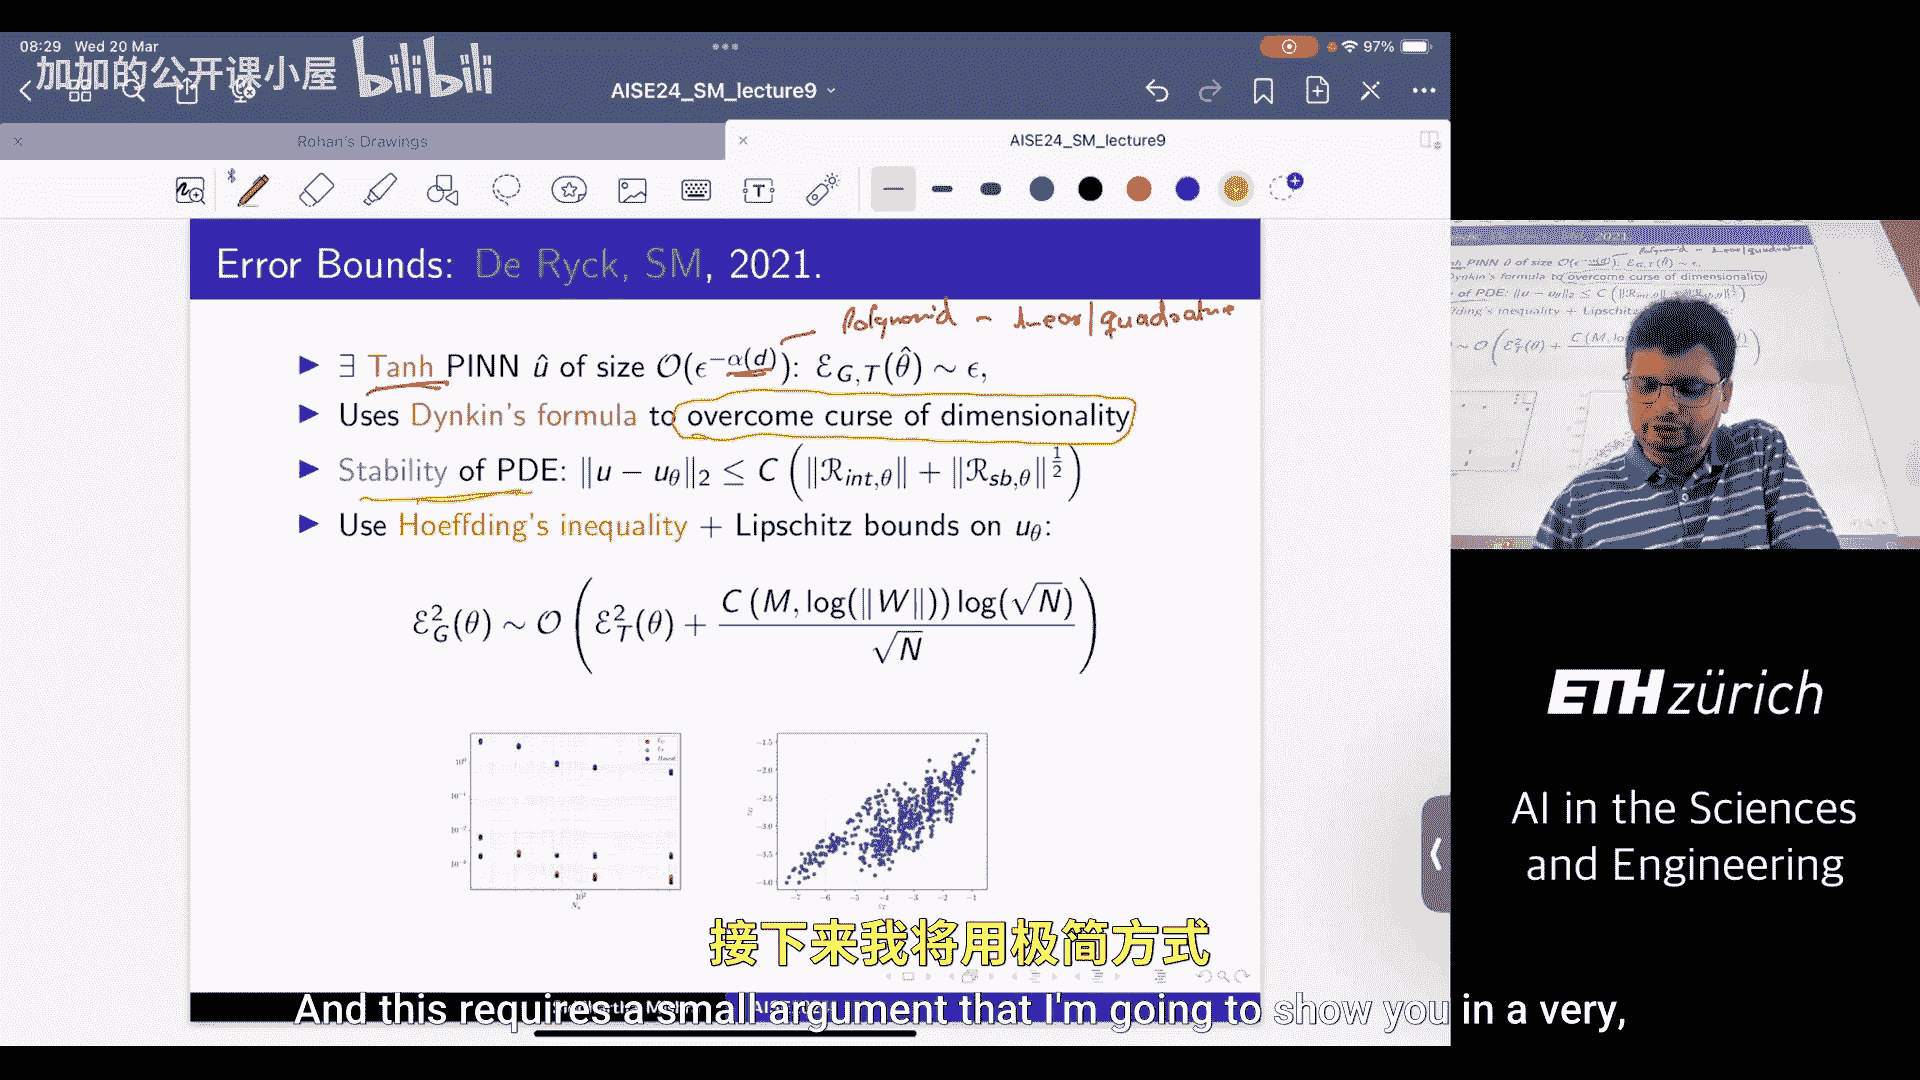 08:29 Wed 20 Mar
97%
加加的公开课小屋 bilibili
AISE24_SM_lecture9
Rohan's Drawings
AISE24_SM_lecture9
Error Bounds: De Ryck, SM, 2021.
∃ Tanh PINN û of size 𝒪(ϵ^{-α(d)}): ℰ_{G,T}(θ̂) ∼ ϵ,
Uses Dynkin's formula to overcome curse of dimensionality
Stability of PDE: ‖u − u_θ‖₂ ≤ C (‖ℛ_{int,θ}‖ + ‖ℛ_{sb,θ}‖^{1/2})
Use Hoeffding's inequality + Lipschitz bounds on u_θ:
ℰ²_G(θ) ∼ 𝒪 (ℰ²_T(θ) + C (M, log(‖W‖)) log(√N) / √N)
接下来我将用极简方式
And this requires a small argument that I'm going to show you in a very,
ETH zürich
AI in the Sciences
and Engineering